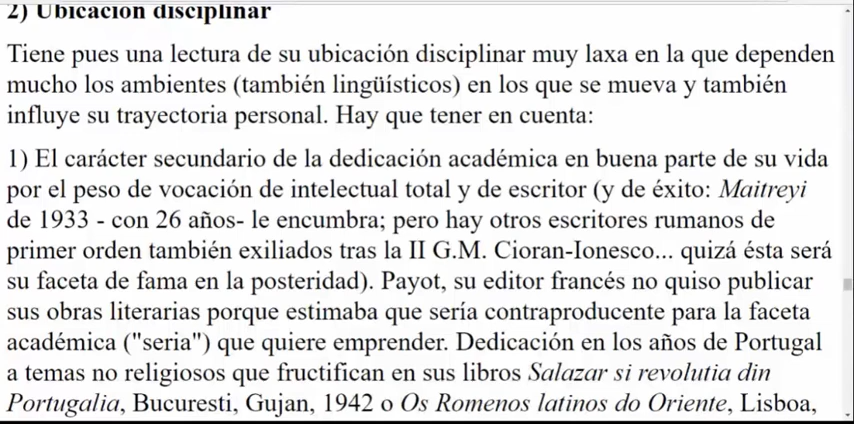 2) Ubicación disciplinar
Tiene pues una lectura de su ubicación disciplinar muy laxa en la que dependen
mucho los ambientes (también lingüísticos) en los que se mueva y también
influye su trayectoria personal. Hay que tener en cuenta:
1) El carácter secundario de la dedicación académica en buena parte de su vida
por el peso de vocación de intelectual total y de escritor (y de éxito: Maitreyi
de 1933 - con 26 años- le encumbra; pero hay otros escritores rumanos de
primer orden también exiliados tras la II G.M. Cioran-Ionesco... quizá ésta será
su faceta de fama en la posteridad). Payot, su editor francés no quiso publicar
sus obras literarias porque estimaba que sería contraproducente para la faceta
académica ("seria") que quiere emprender. Dedicación en los años de Portugal
a temas no religiosos que fructifican en sus libros Salazar si revolutia din
Portugalia, Bucuresti, Gujan, 1942 o Os Romenos latinos do Oriente, Lisboa,